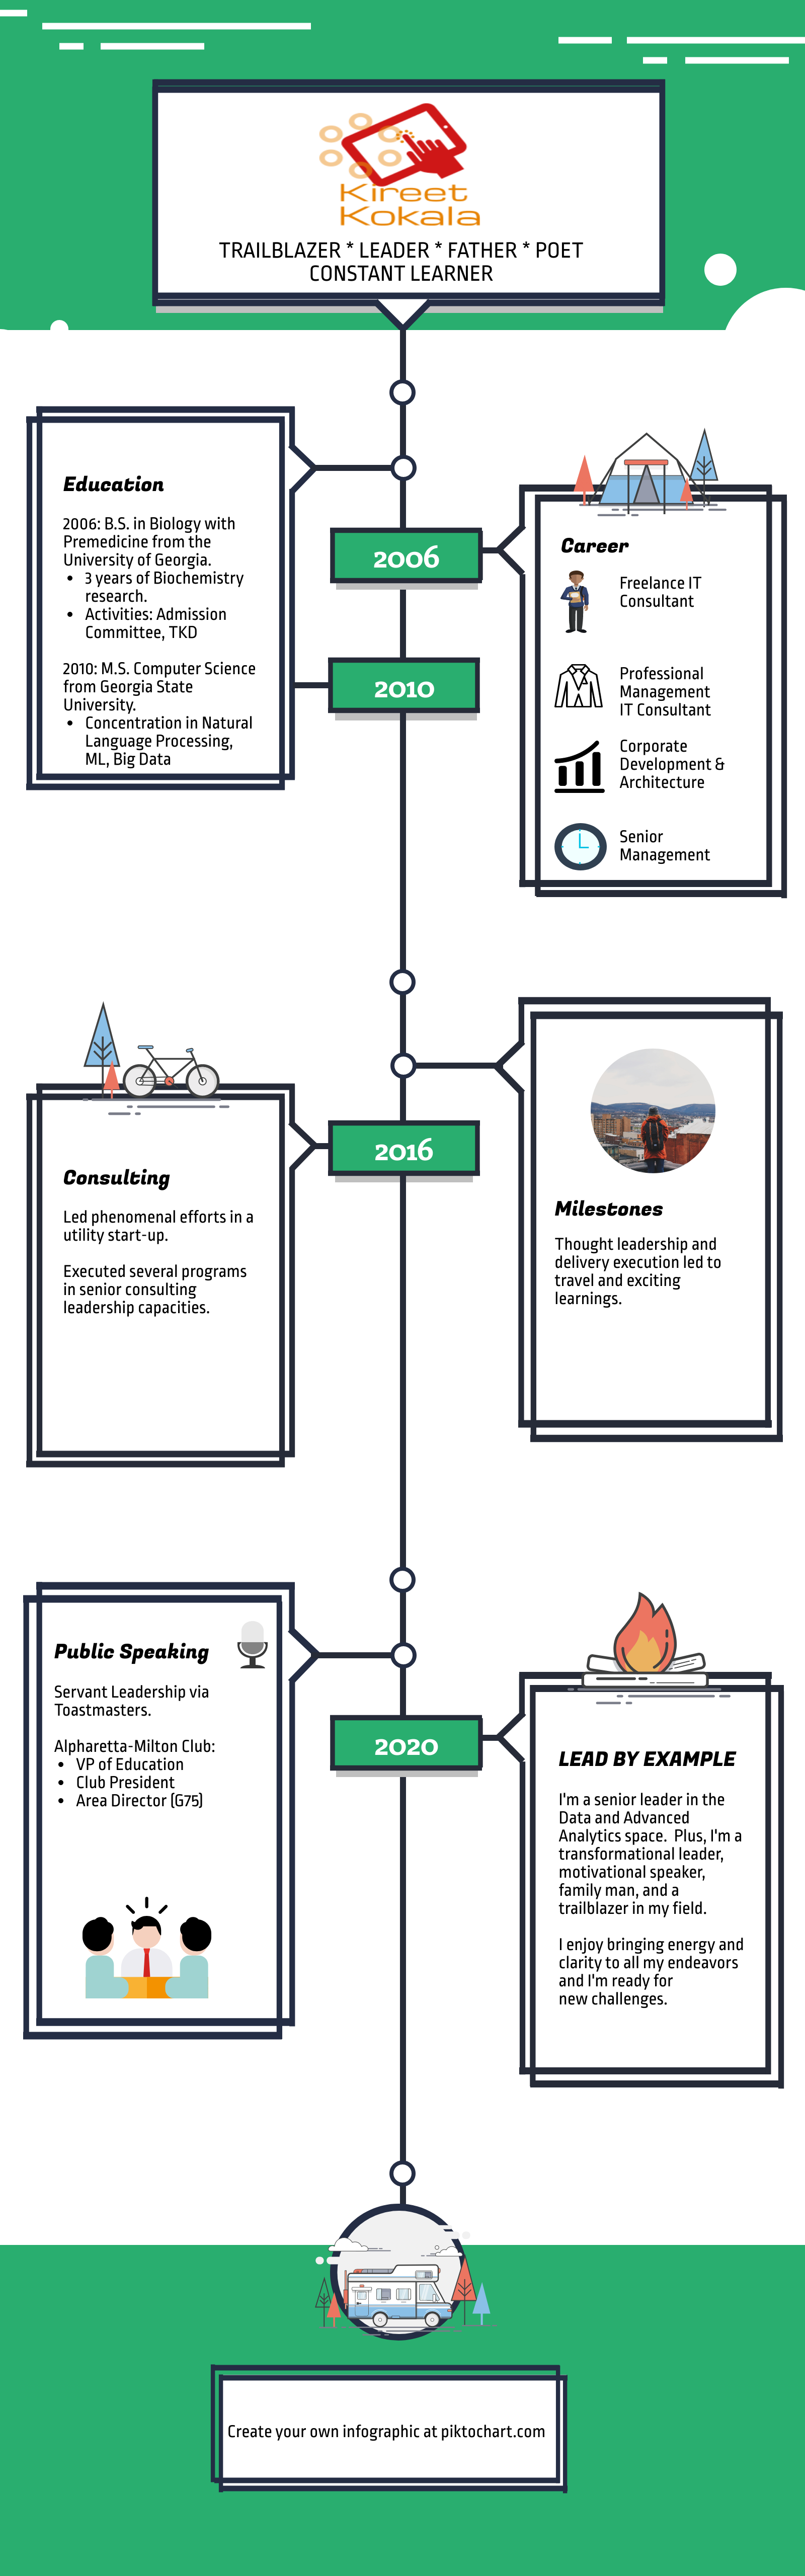 Kireet
Kokala
TRAILBLAZER * LEADER * FATHER * POET
CONSTANT LEARNER
Education
2006: B.S. in Biology with
Premedicine from the
University of Georgia.
• 3 years of Biochemistry
research.
• Activities: Admission
Committee, TKD
2010: M.S. Computer Science
from Georgia State
University.
• Concentration in Natural
Language Processing,
ML, Big Data
2006
2010
Career
Freelance IT
Consultant
Professional
Management
IT Consultant
Corporate
Development &
Architecture
Senior
Management
Consulting
Led phenomenal efforts in a
utility start-up.
Executed several programs
in senior consulting
leadership capacities.
2016
Milestones
Thought leadership and
delivery execution led to
travel and exciting
learnings.
Public Speaking
Servant Leadership via
Toastmasters.
Alpharetta-Milton Club:
• VP of Education
• Club President
• Area Director (G75)
2020
LEAD BY EXAMPLE
I'm a senior leader in the
Data and Advanced
Analytics space. Plus, I'm a
transformational leader,
motivational speaker,
family man, and a
trailblazer in my field.
I enjoy bringing energy and
clarity to all my endeavors
and I'm ready for
new challenges.
Create your own infographic at piktochart.com